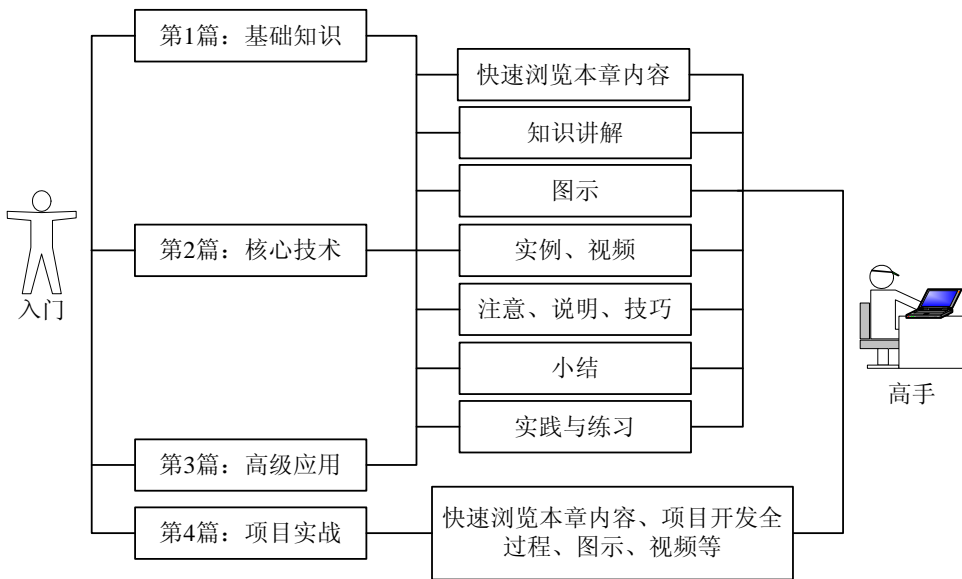 第1篇：基础知识
快速浏览本章内容
知识讲解
图示
第2篇：核心技术
实例、视频
入门
注意、说明、技巧
小结
高手
实践与练习
第3篇：高级应用
第4篇：项目实战
快速浏览本章内容、项目开发全
过程、图示、视频等